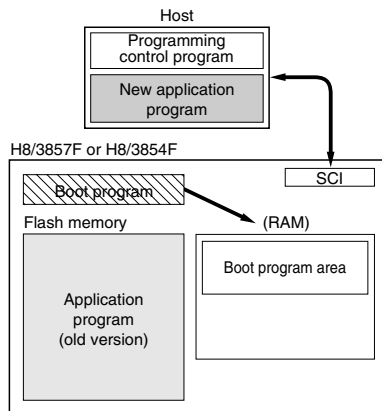 Host
Programming
control program
New application
program
H8/3857F or H8/3854F
SCI
Boot program
Flash memory
(RAM)
Boot program area
Application
program
(old version)